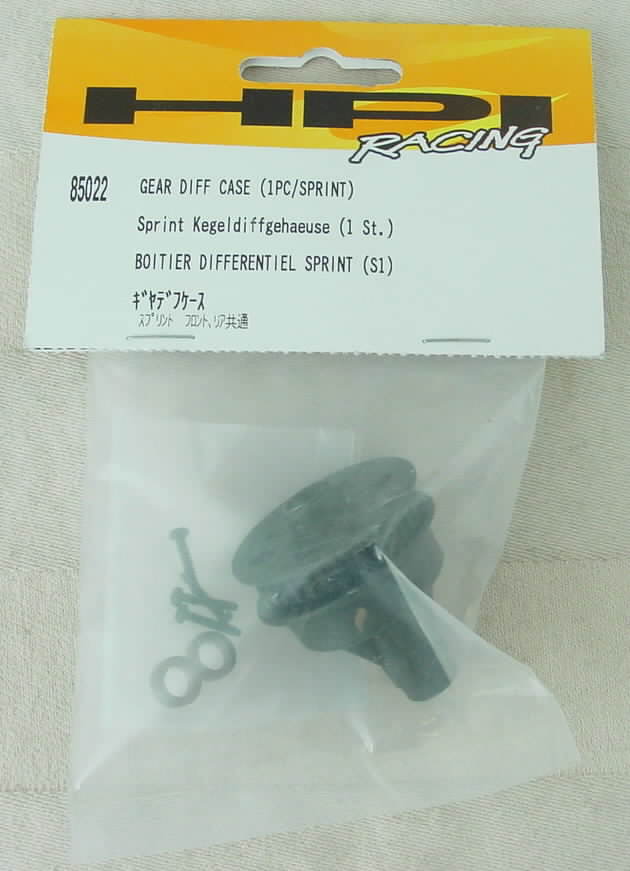 HPI
RACING
85022
GEAR DIFF CASE (1PC/SPRINT)
Sprint Kegeldiffgehaeuse (1 St.)
BOITIER DIFFERENTIEL SPRINT (S1)
ギヤデフケース
スプリント フロント、リア共通